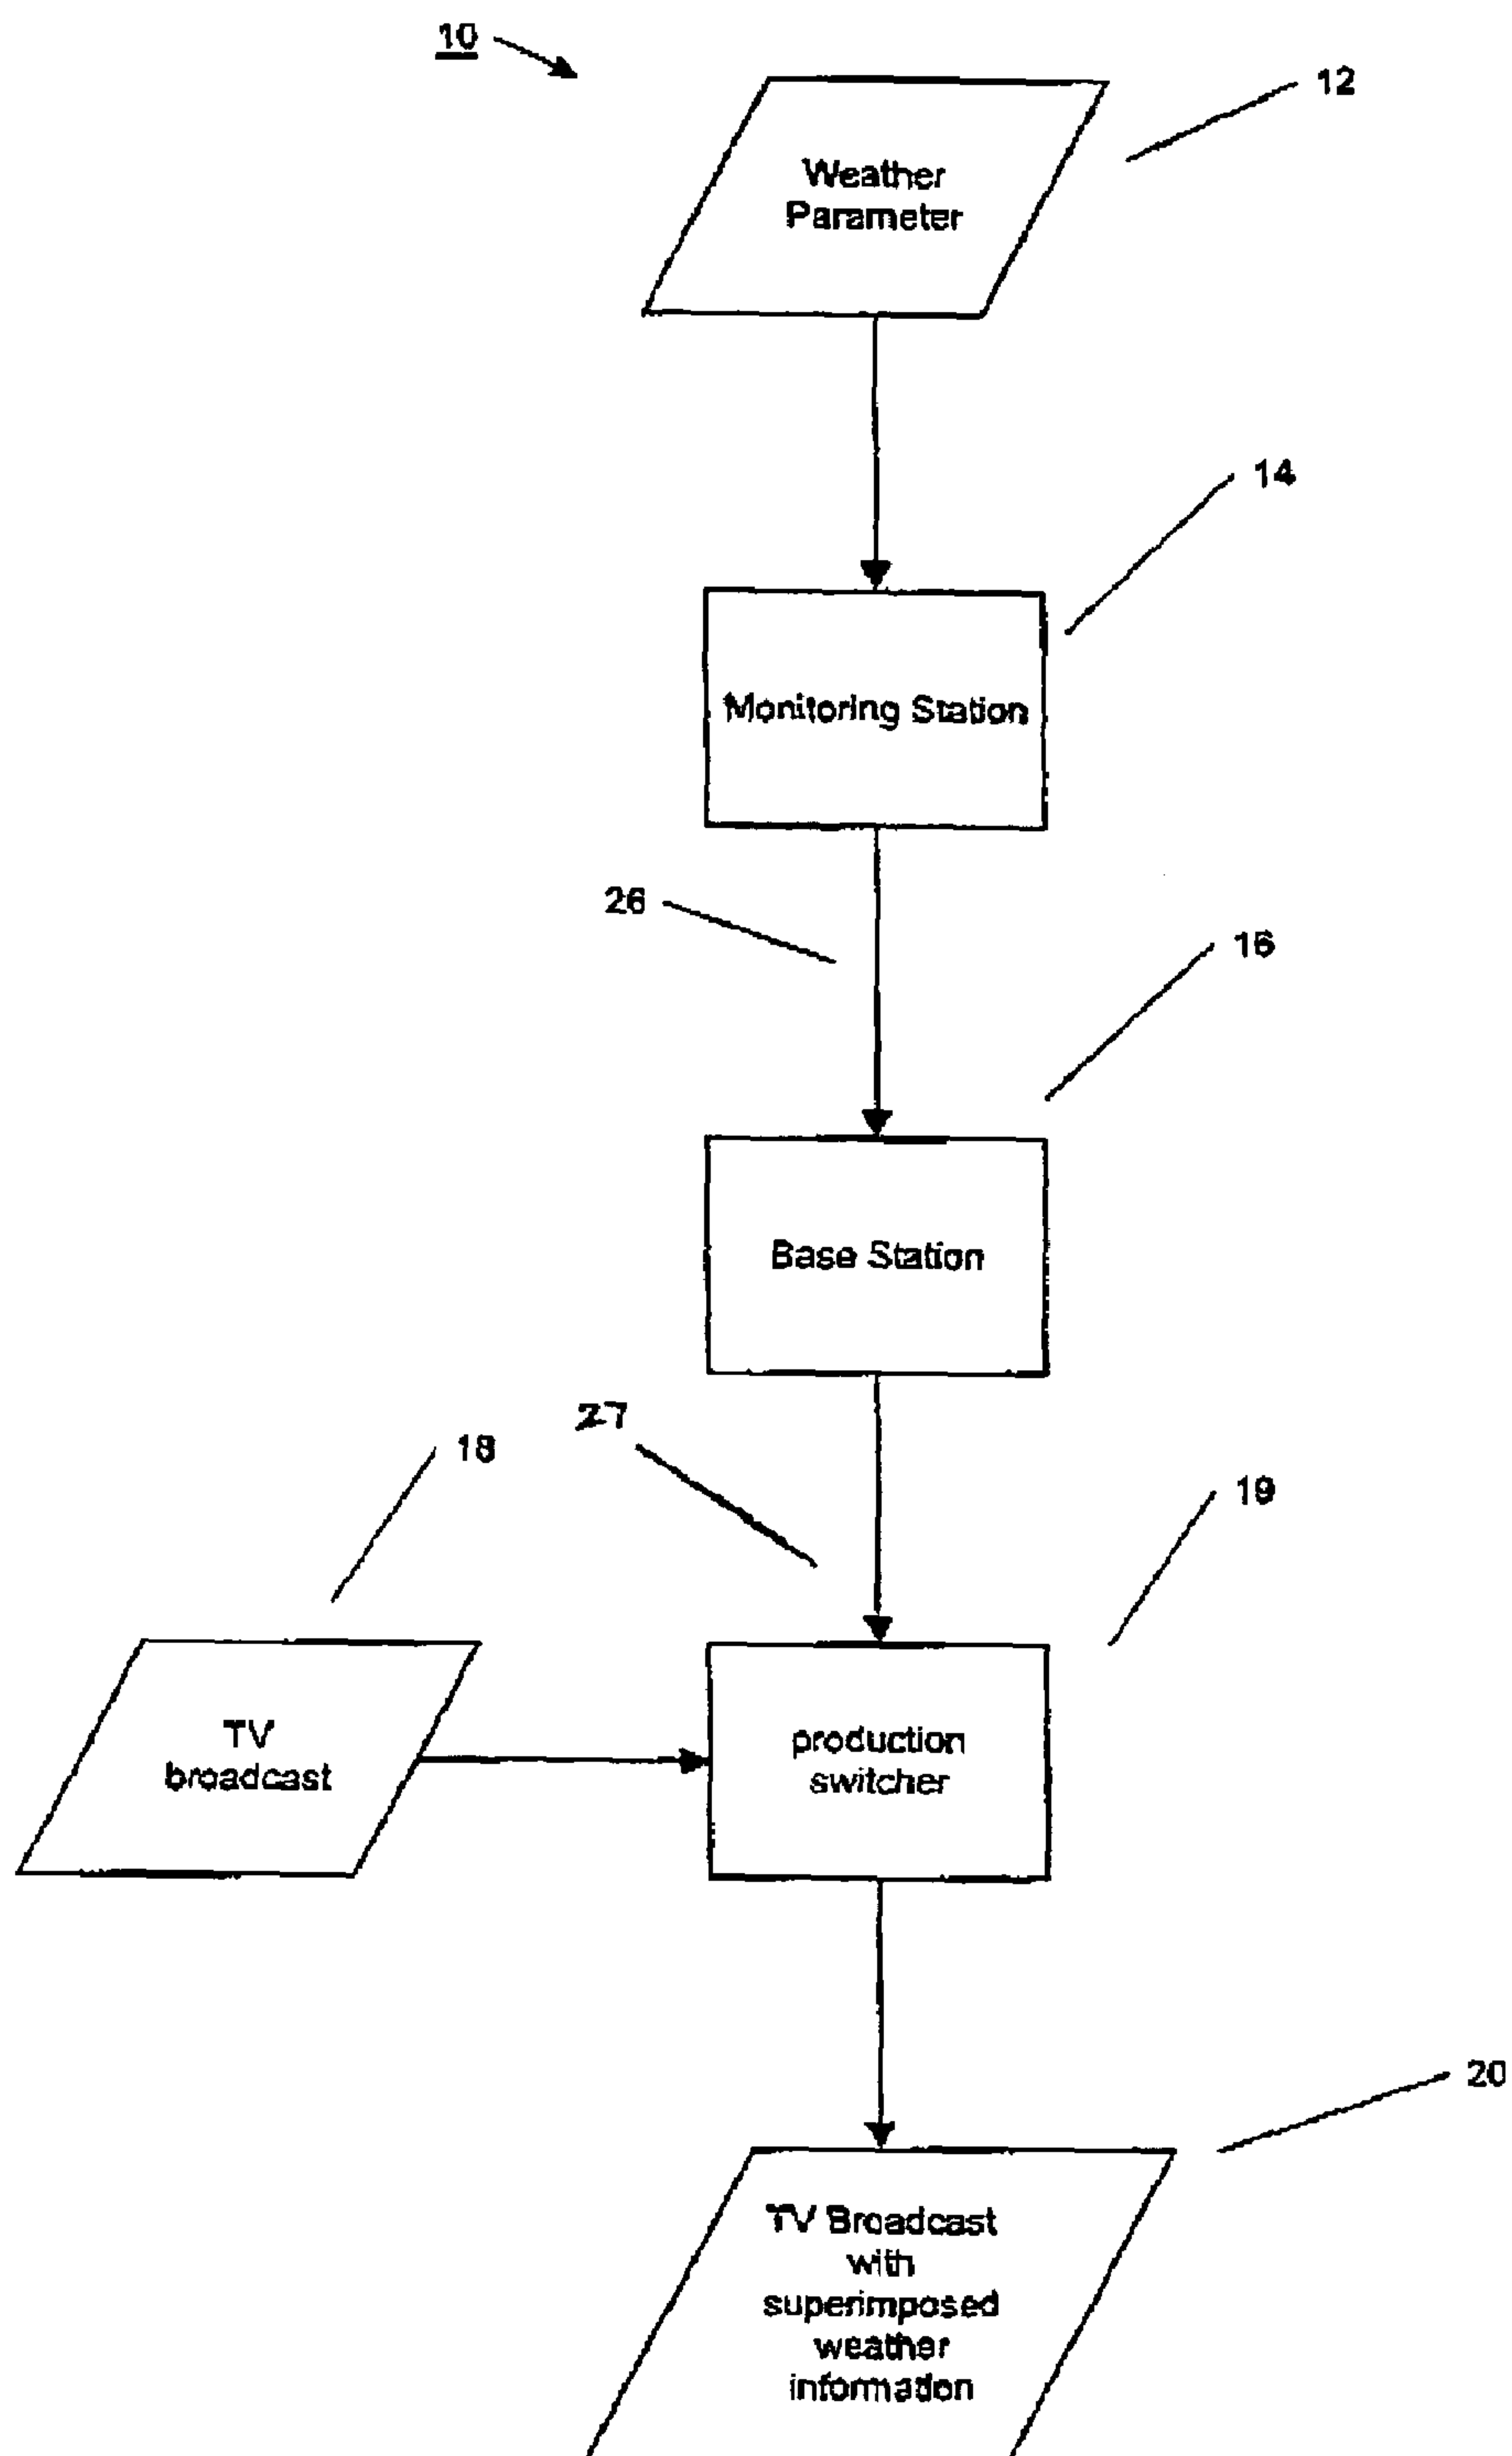 10
12
Weather
Parameter
14
Monitoring Station
26
16
Base Station
27
18
19
TV
broadcast
production
switcher
20
TV Broadcast
with
superimposed
weather
information